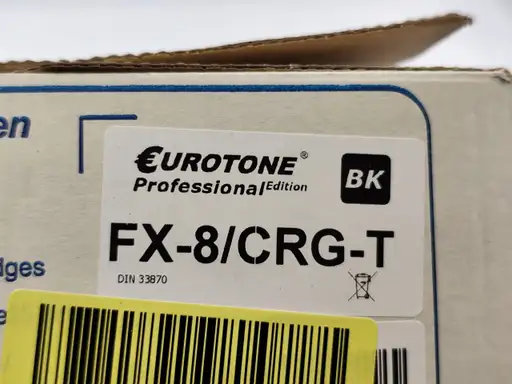 en
€UROTONE®
Professional Edition
BK
FX-8/CRG-T
DIN 33870
dges
e